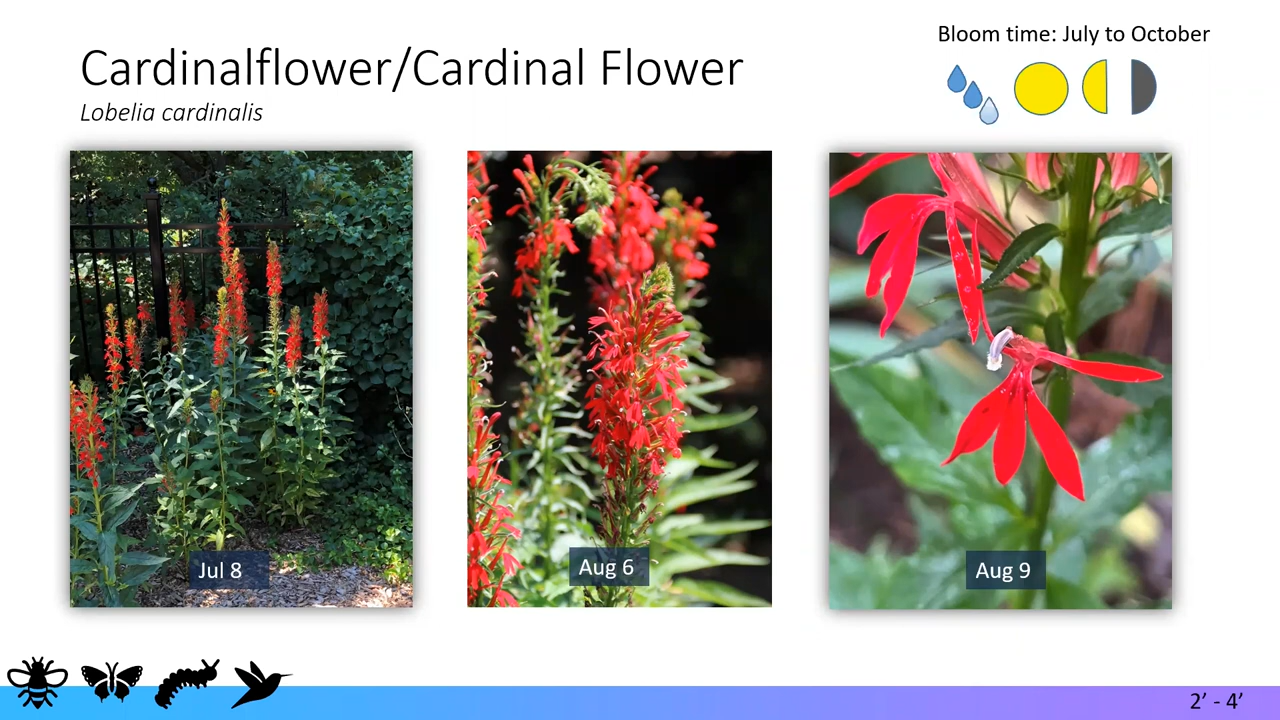 Bloom time: July to October
Cardinalflower/Cardinal Flower
Lobelia cardinalis
Jul 8
Aug 6
Aug 9
2’ - 4’